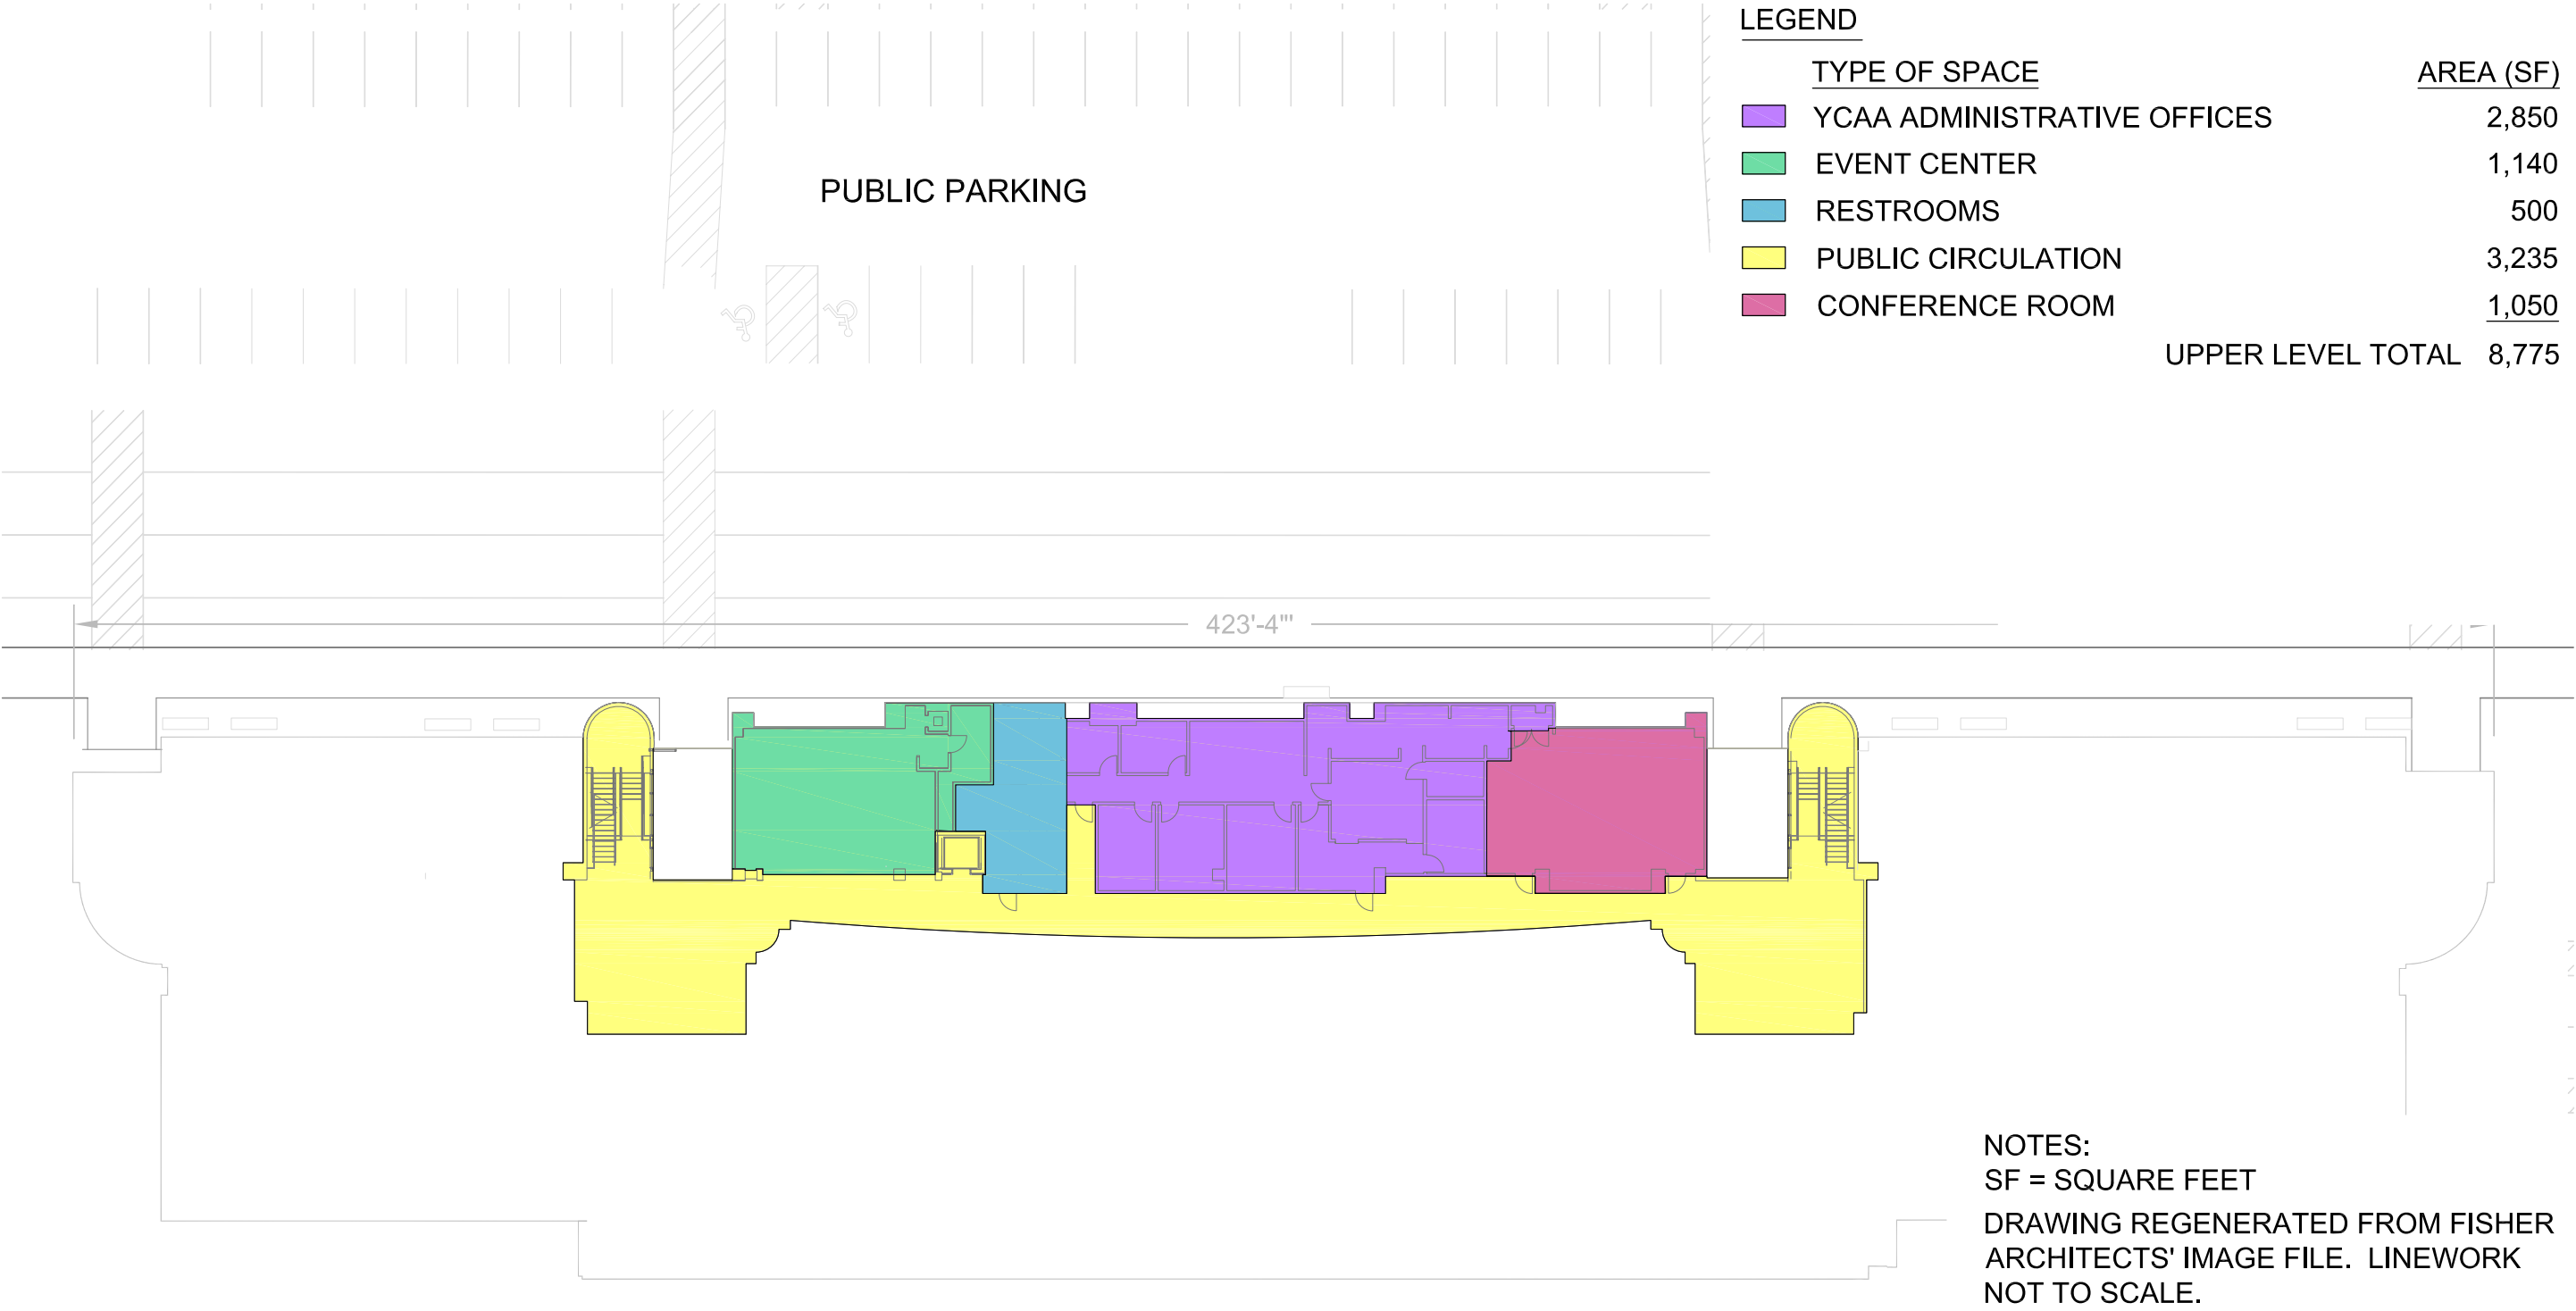 LEGEND
TYPE OF SPACE AREA (SF)
YCAA ADMINISTRATIVE OFFICES 2,850
EVENT CENTER 1,140
RESTROOMS 500
PUBLIC CIRCULATION 3,235
CONFERENCE ROOM 1,050
UPPER LEVEL TOTAL 8,775
PUBLIC PARKING
423'-4'"
NOTES:
SF = SQUARE FEET
DRAWING REGENERATED FROM FISHER
ARCHITECTS' IMAGE FILE. LINEWORK
NOT TO SCALE.